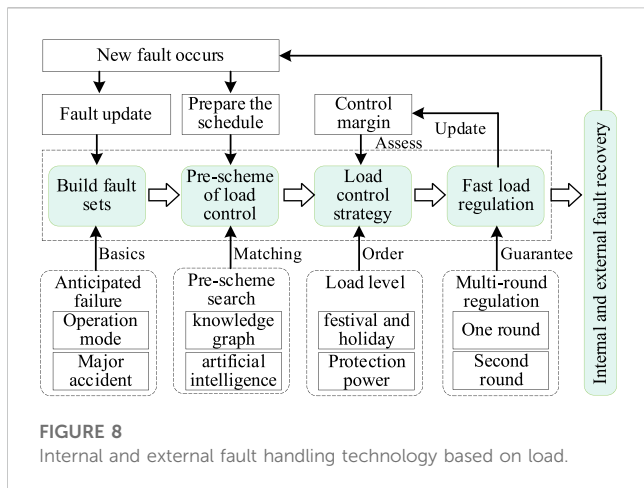 New fault occurs
Fault update
Prepare the
schedule
Control
margin
Update
Assess
Build fault
sets
Pre-scheme
of load
control
Load
control
strategy
Fast load
regulation
Internal and external fault recovery
Basics
Matching
Order
Guarantee
Anticipated
failure
Operation
mode
Major
accident
Pre-scheme
search
knowledge
graph
artificial
intelligence
Load level
festival and
holiday
Protection
power
Multi-round
regulation
One round
Second
round
FIGURE 8
Internal and external fault handling technology based on load.